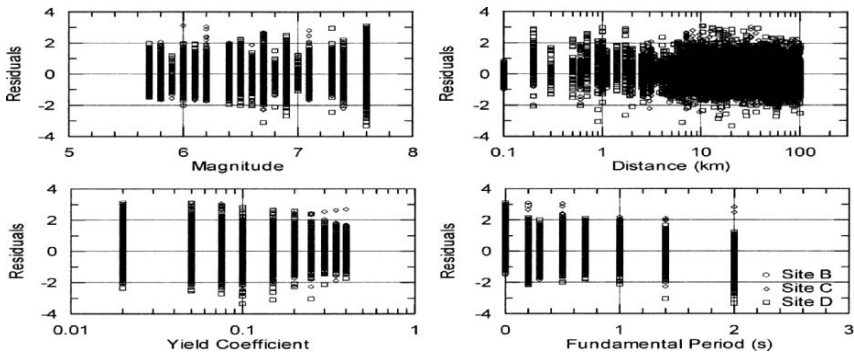 4
2
0
-2
-4
Residuals
5 6 7 8
Magnitude
4
2
0
-2
-4
Residuals
0.1 1 10 100
Distance (km)
4
2
0
-2
-4
Residuals
0.01 0.1 1
Yield Coefficient
4
2
0
-2
-4
Residuals
0 1 2 3
Fundamental Period (s)
Site B
Site C
Site D